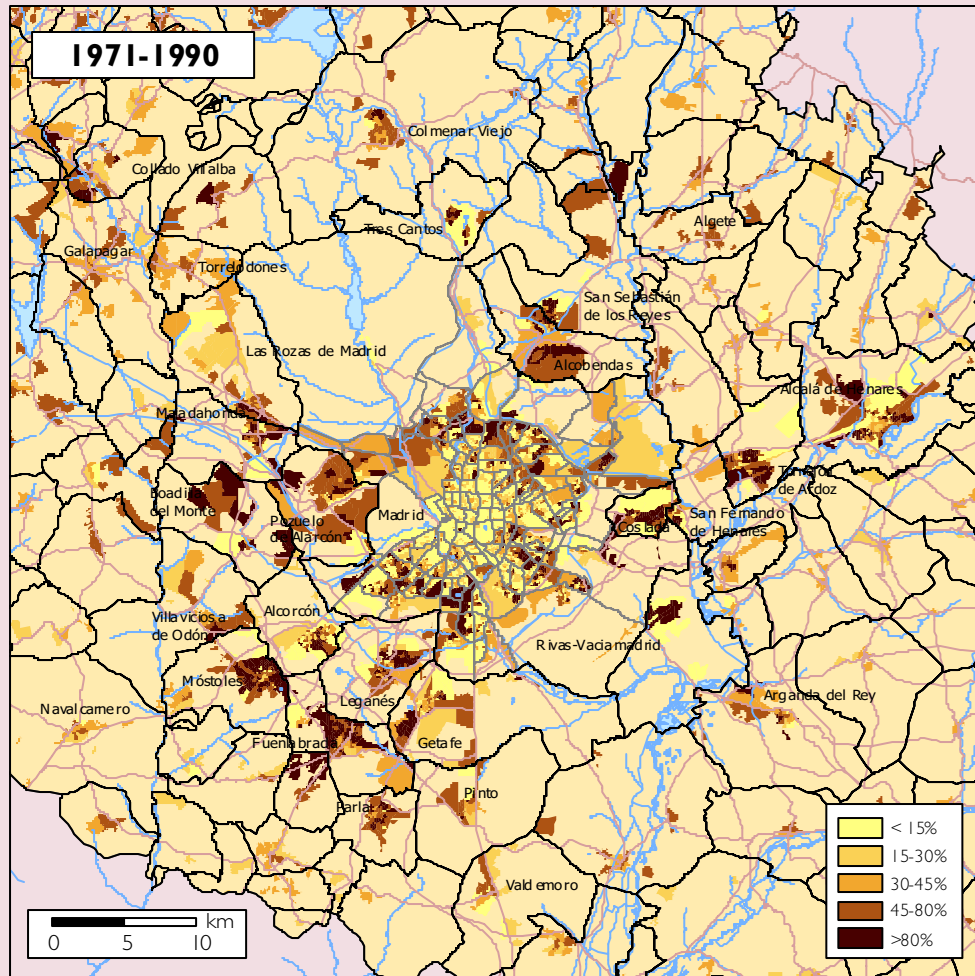 1971-1990
Colmenar Viejo
Collado Villalba
Tres Cantos
Algete
Galapagar
Torrelodones
San Sebastián
de los Reyes
Las Rozas de Madrid
Alcobendas
Alcalá de Henares
Majadahonda
Torrejón
de Ardoz
Boadilla
del Monte
Madrid
Pozuelo
de Alarcón
Coslada
San Fernando
de Henares
Alcorcón
Villaviciosa
de Odón
Rivas-Vaciamadrid
Móstoles
Leganés
Arganda del Rey
Navalcarnero
Fuenlabrada
Getafe
Parla
Pinto
Valdemoro
< 15%
15-30%
30-45%
45-80%
>80%
km
0 5 10